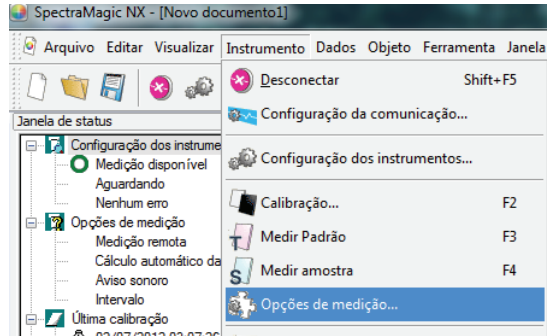 SpectraMagic NX - [Novo documento1]
Arquivo Editar Visualizar Instrumento Dados Objeto Ferramenta Janela
Desconectar Shift+F5
Configuração da comunicação...
Configuração dos instrumentos...
Calibração... F2
Medir Padrão F3
Medir amostra F4
Opções de medição...
Janela de status
Configuração dos instrume
Medição disponível
Aguardando
Nenhum erro
Opções de medição
Medição remota
Cálculo automático da
Aviso sonoro
Intervalo
Última calibração